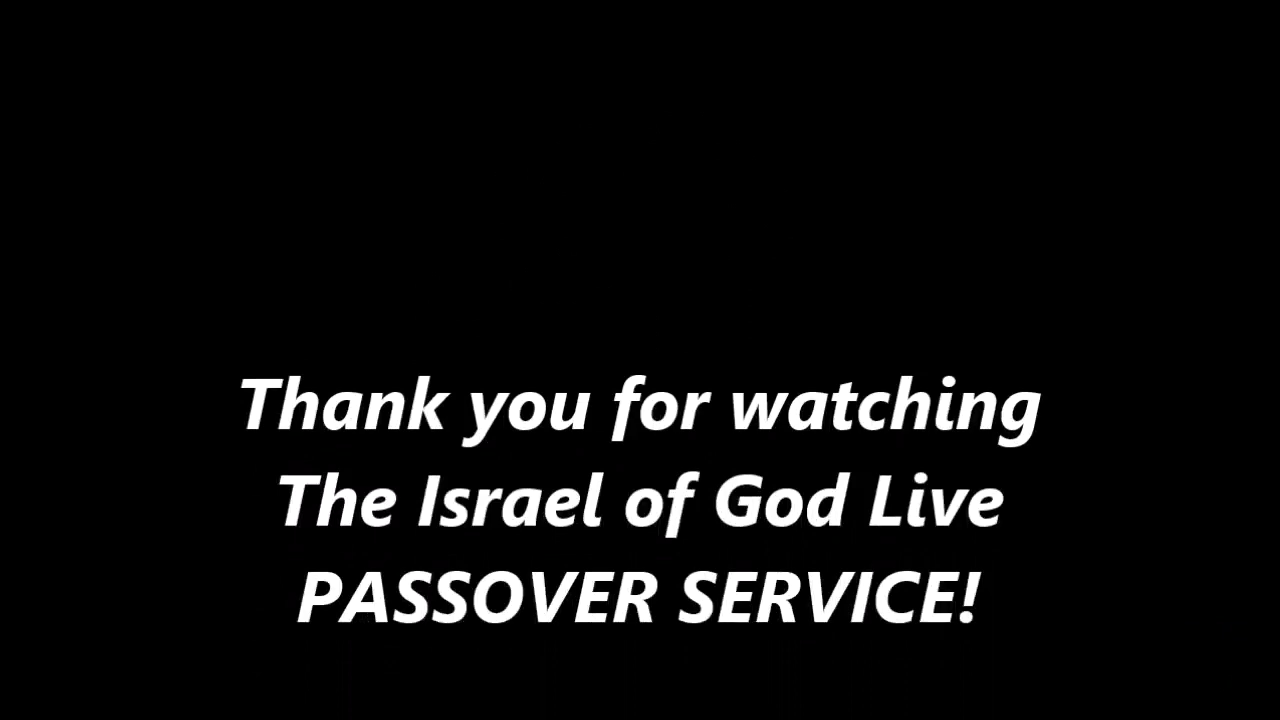 Thank you for watching
The Israel of God Live
PASSOVER SERVICE!